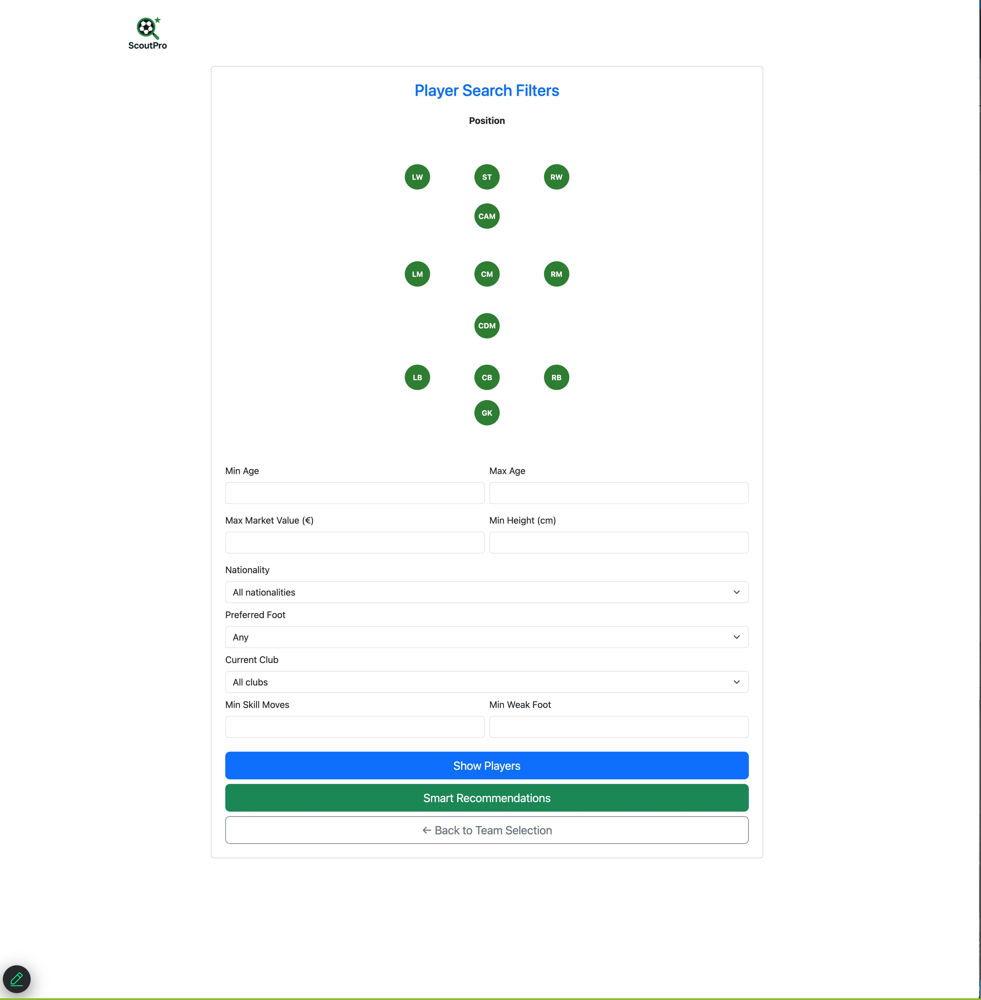 ScoutPro
Player Search Filters
Position
LW ST RW
CAM
LM CM RM
CDM
LB CB RB
GK
Min Age Max Age
Max Market Value (€) Min Height (cm)
Nationality
All nationalities
Preferred Foot
Any
Current Club
All clubs
Min Skill Moves Min Weak Foot
Show Players
Smart Recommendations
← Back to Team Selection